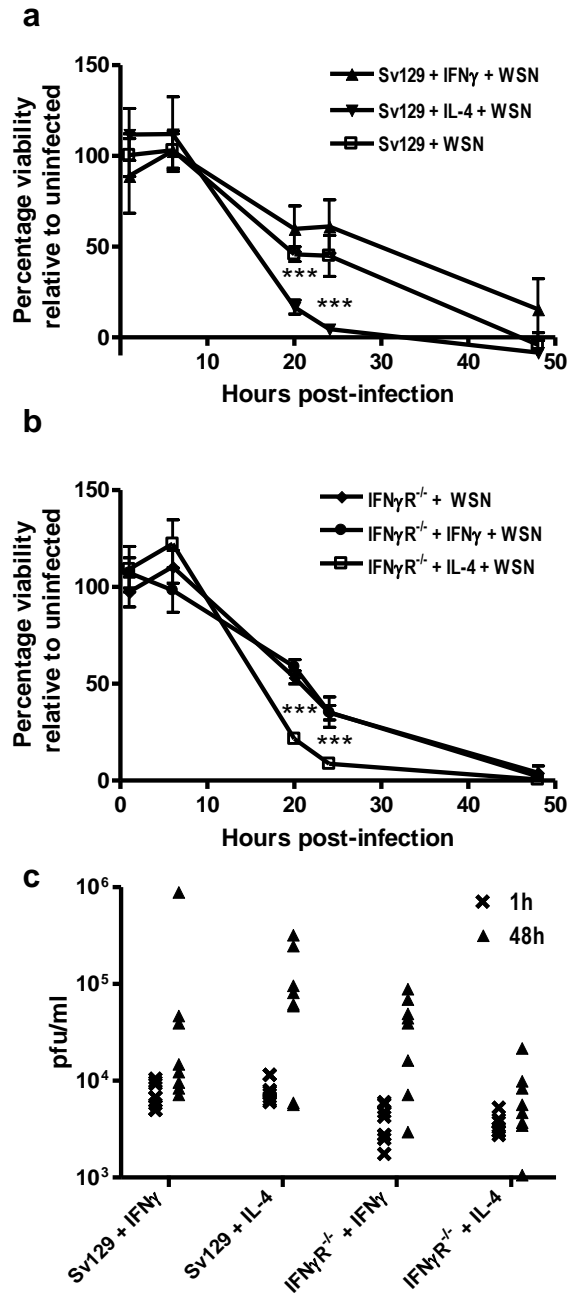 a
150
100
50
0
Percentage viability
relative to uninfected
Sv129 + IFNγ + WSN
Sv129 + IL-4 + WSN
Sv129 + WSN
***
***
10
20
30
40
50
Hours post-infection
b
150
100
50
0
Percentage viability
relative to uninfected
IFNγR-/- + WSN
IFNγR-/- + IFNγ + WSN
IFNγR-/- + IL-4 + WSN
***
***
0
10
20
30
40
50
Hours post-infection
c
10^6
10^5
10^4
10^3
pfu/ml
1h
48h
Sv129 + IFNγ
Sv129 + IL-4
IFNγR-/- + IFNγ
IFNγR-/- + IL-4